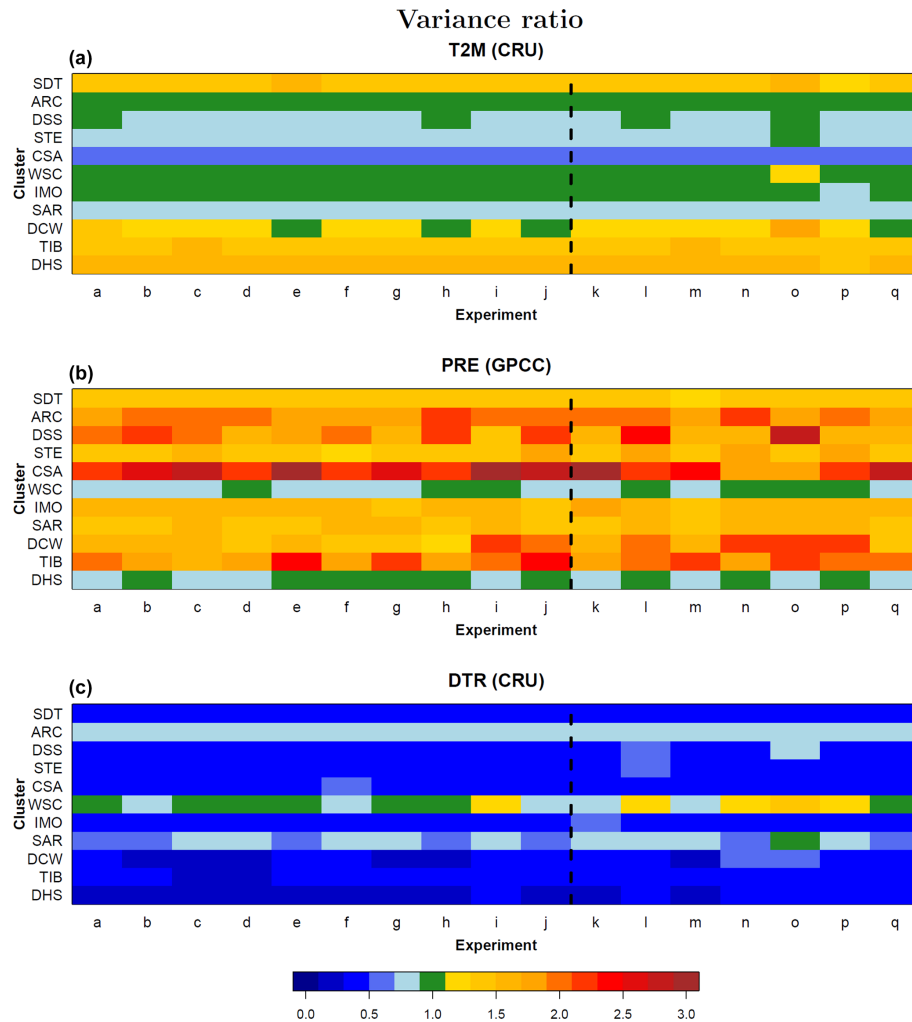 Variance ratio
T2M (CRU)
(a)
SDT
ARC
DSS
STE
CSA
WSC
IMO
SAR
DCW
TIB
DHS
Cluster
a b c d e f g h i j k l m n o p q
Experiment
PRE (GPCC)
(b)
SDT
ARC
DSS
STE
CSA
WSC
IMO
SAR
DCW
TIB
DHS
Cluster
a b c d e f g h i j k l m n o p q
Experiment
DTR (CRU)
(c)
SDT
ARC
DSS
STE
CSA
WSC
IMO
SAR
DCW
TIB
DHS
Cluster
a b c d e f g h i j k l m n o p q
Experiment
0.0 0.5 1.0 1.5 2.0 2.5 3.0